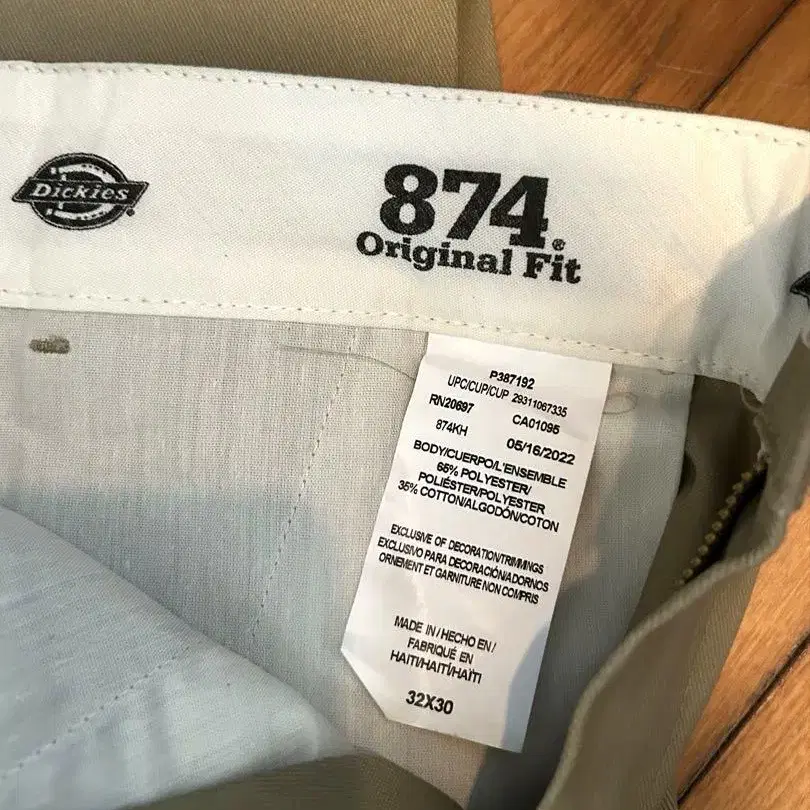 Dickies
874®
Original Fit
P387192
UPC/CUP/CUP 29311067335
RN20697 CA01095
874KH 05/16/2022
BODY/CUERPO/L'ENSEMBLE
65% POLYESTER/
POLIÉSTER/POLYESTER
35% COTTON/ALGODÓN/COTON
EXCLUSIVE OF DECORATION/TRIMMINGS
EXCLUSIVO PARA DECORACIÓN/ADORNOS
ORNEMENT ET GARNITURE NON COMPRIS
MADE IN / HECHO EN /
FABRIQUÉ EN
HAITI/HAITÍ/HAÏTI
32X30